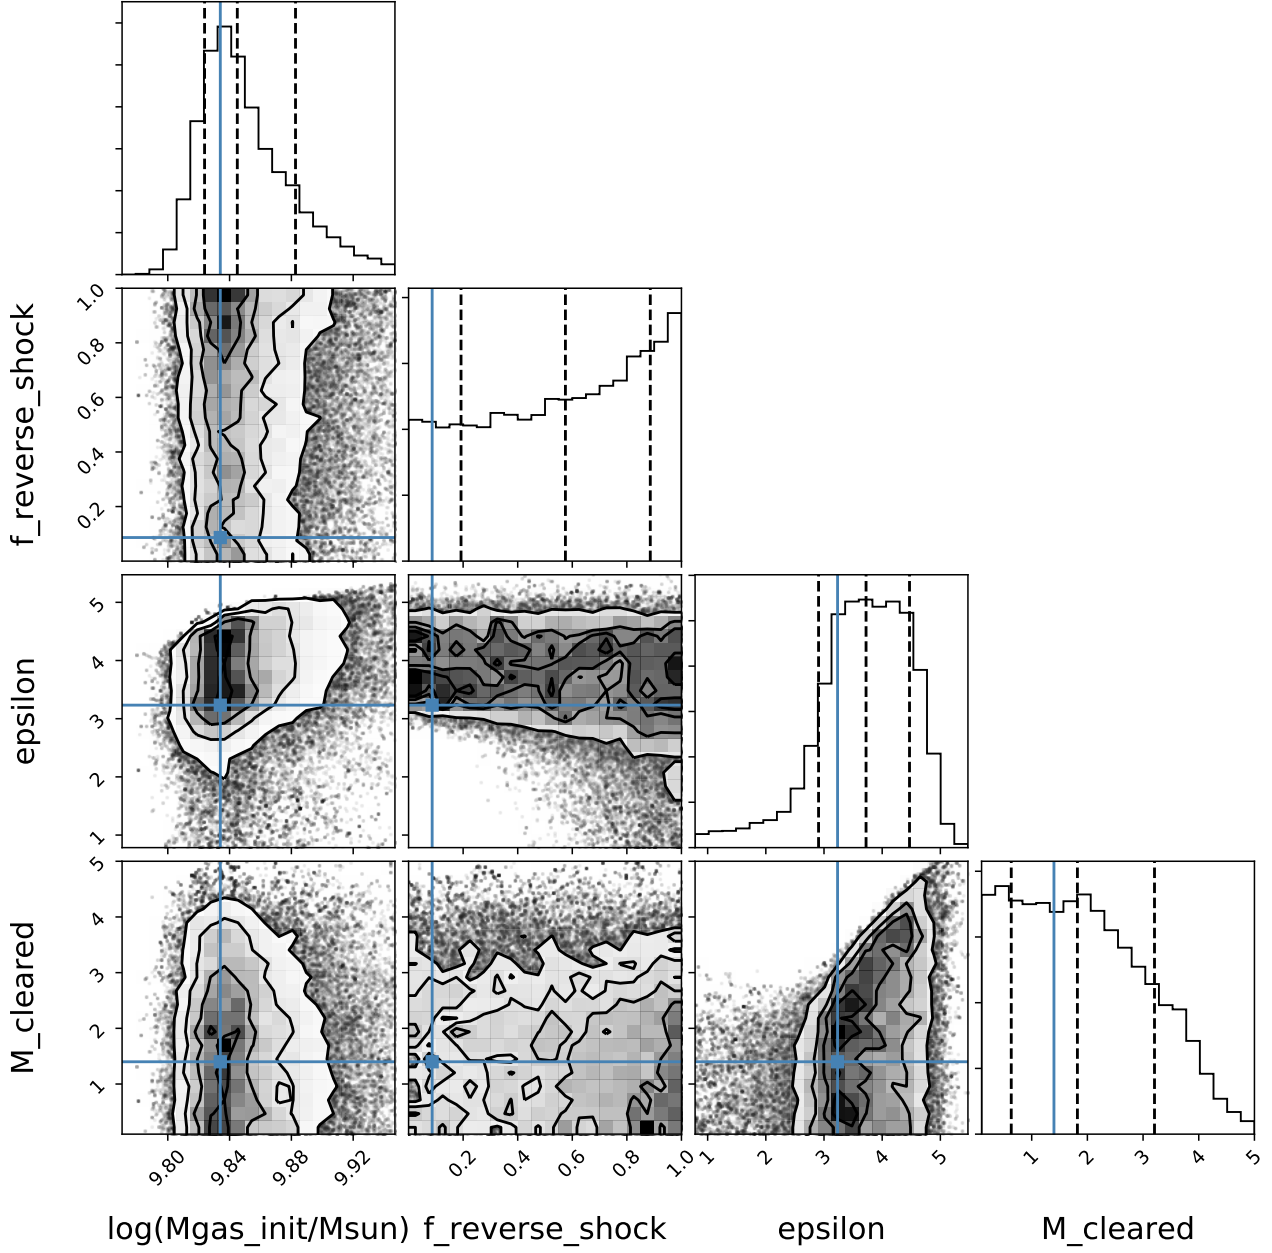 f_reverse_shock
1.0
0.8
0.6
0.4
0.2
epsilon
5
4
3
2
1
M_cleared
5
4
3
2
1
9.80 9.84 9.88 9.92
0.2 0.4 0.6 0.8 1.0
1 2 3 4 5
1 2 3 4 5
log(Mgas_init/Msun) f_reverse_shock epsilon M_cleared